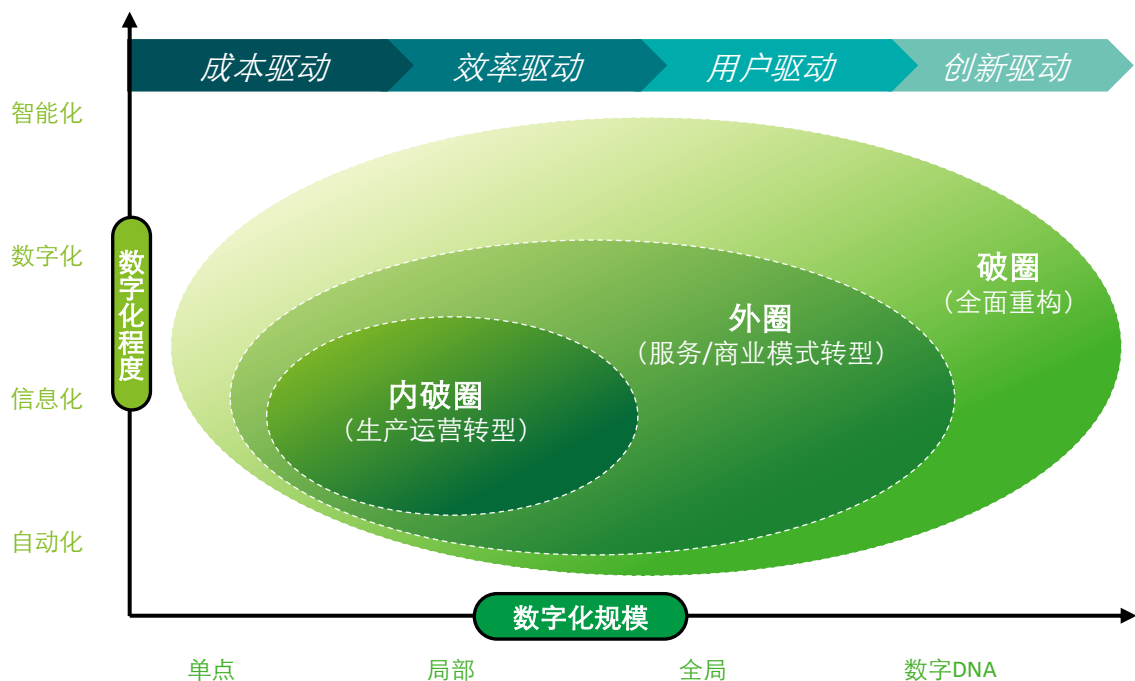 成本驱动
效率驱动
用户驱动
创新驱动
智能化
数字化
信息化
自动化
数字化程度
破圈
（全面重构）
外圈
（服务/商业模式转型）
内破圈
（生产运营转型）
数字化规模
单点
局部
全局
数字DNA